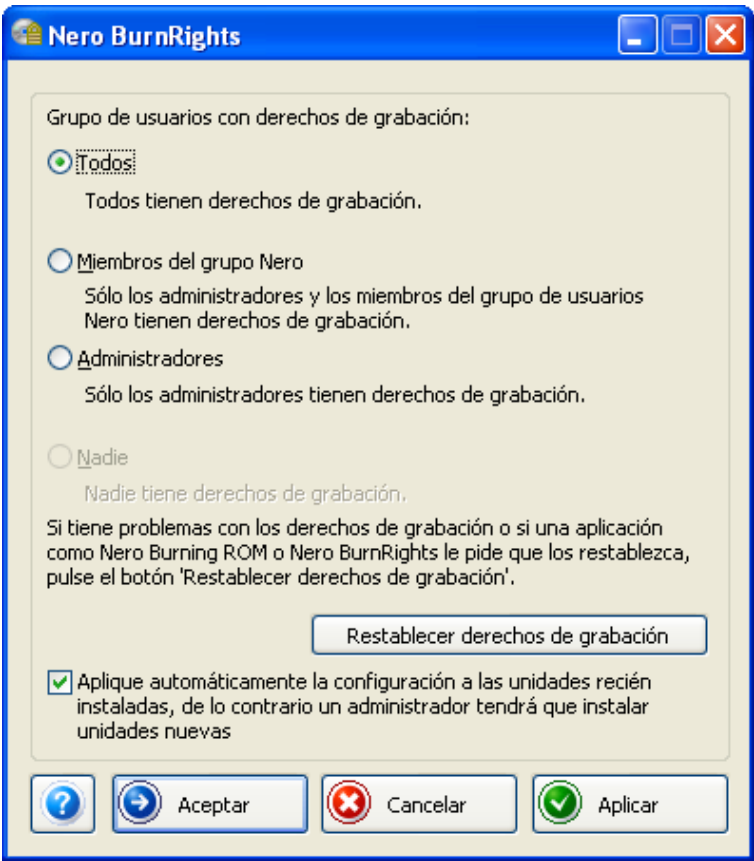 Nero BurnRights
Grupo de usuarios con derechos de grabación:
Todos
Todos tienen derechos de grabación.
Miembros del grupo Nero
Sólo los administradores y los miembros del grupo de usuarios
Nero tienen derechos de grabación.
Administradores
Sólo los administradores tienen derechos de grabación.
Nadie
Nadie tiene derechos de grabación.
Si tiene problemas con los derechos de grabación o si una aplicación
como Nero Burning ROM o Nero BurnRights le pide que los restablezca,
pulse el botón 'Restablecer derechos de grabación'.
Restablecer derechos de grabación
Aplique automáticamente la configuración a las unidades recién
instaladas, de lo contrario un administrador tendrá que instalar
unidades nuevas
? Aceptar Cancelar Aplicar